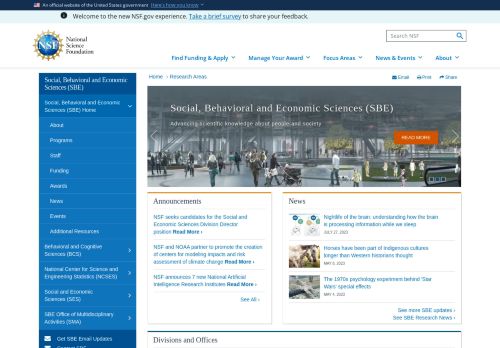 An official website of the United States government Here's how you know
Welcome to the new NSF.gov experience. Take a brief survey to share your feedback.
NSF
National
Science
Foundation
Search NSF
Find Funding & Apply
Manage Your Award
Focus Areas
News & Events
About
Social, Behavioral and Economic
Sciences (SBE)
Social, Behavioral and Economic
Sciences (SBE) Home
About
Programs
Staff
Funding
Awards
News
Events
Additional Resources
Behavioral and Cognitive
Sciences (BCS)
National Center for Science and
Engineering Statistics (NCSES)
Social and Economic
Sciences (SES)
SBE Office of Multidisciplinary
Activities (SMA)
Get SBE Email Updates
Contact SBE
Home › Research Areas
Email
Print
Share
Social, Behavioral and Economic Sciences (SBE)
Advancing scientific knowledge about people and society
READ MORE
Announcements
NSF seeks candidates for the Social and
Economic Sciences Division Director
position Read More ›
NSF and NOAA partner to promote the creation
of centers for modeling impacts and risk
assessment of climate change Read More ›
NSF announces 7 new National Artificial
Intelligence Research Institutes Read More ›
See All ›
News
Nightlife of the brain: understanding how the brain
is processing information while we sleep
JULY 27, 2023
Horses have been part of Indigenous cultures
longer than Western historians thought
MAY 8, 2023
The 1970s psychology experiment behind 'Star
Wars' special effects
MAY 4, 2023
See more SBE updates ›
See SBE Research News ›
Divisions and Offices